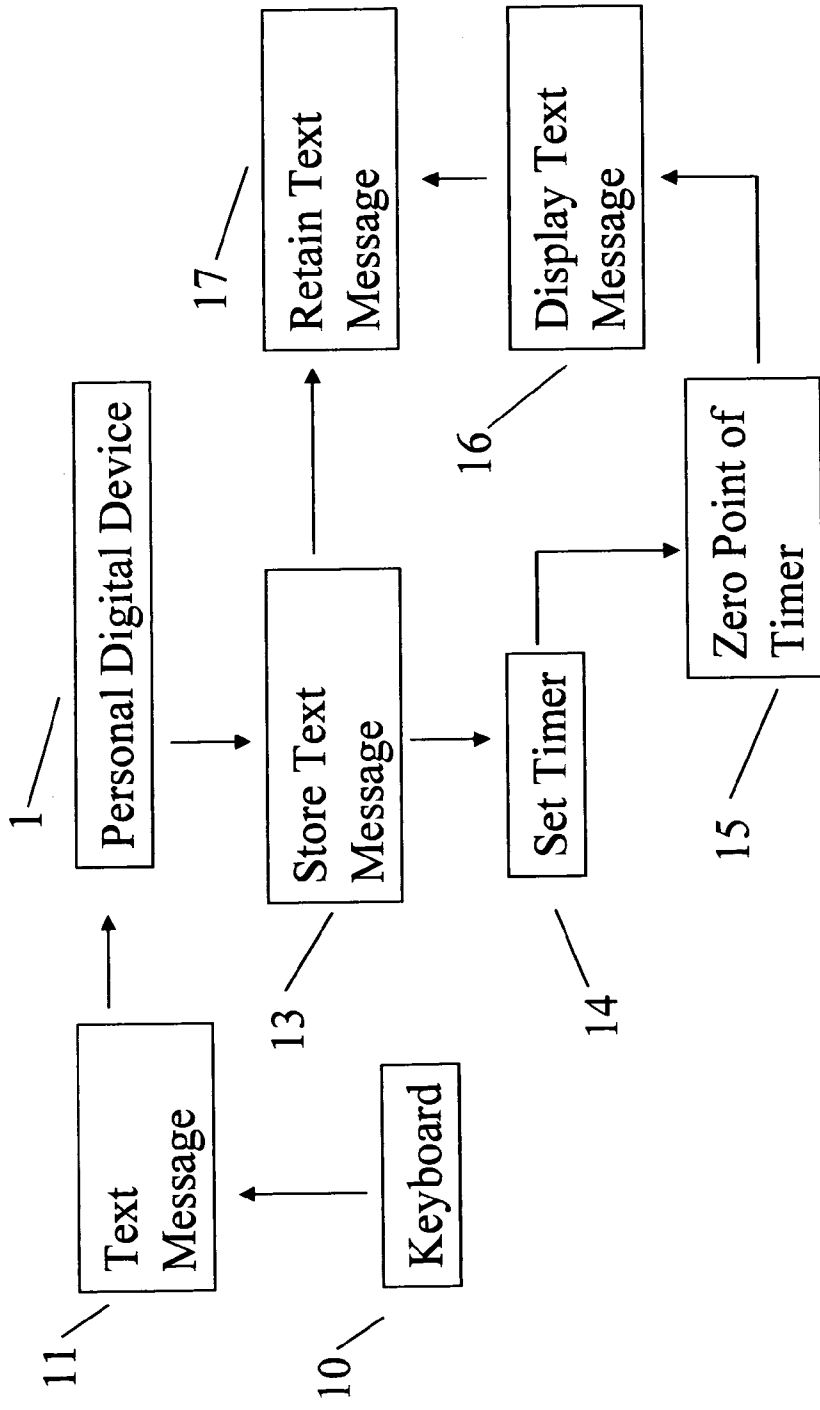 1
Personal Digital Device
11
Text
Message
17
Retain Text
Message
13
Store Text
Message
10
Keyboard
14
Set Timer
16
Display Text
Message
15
Zero Point of
Timer